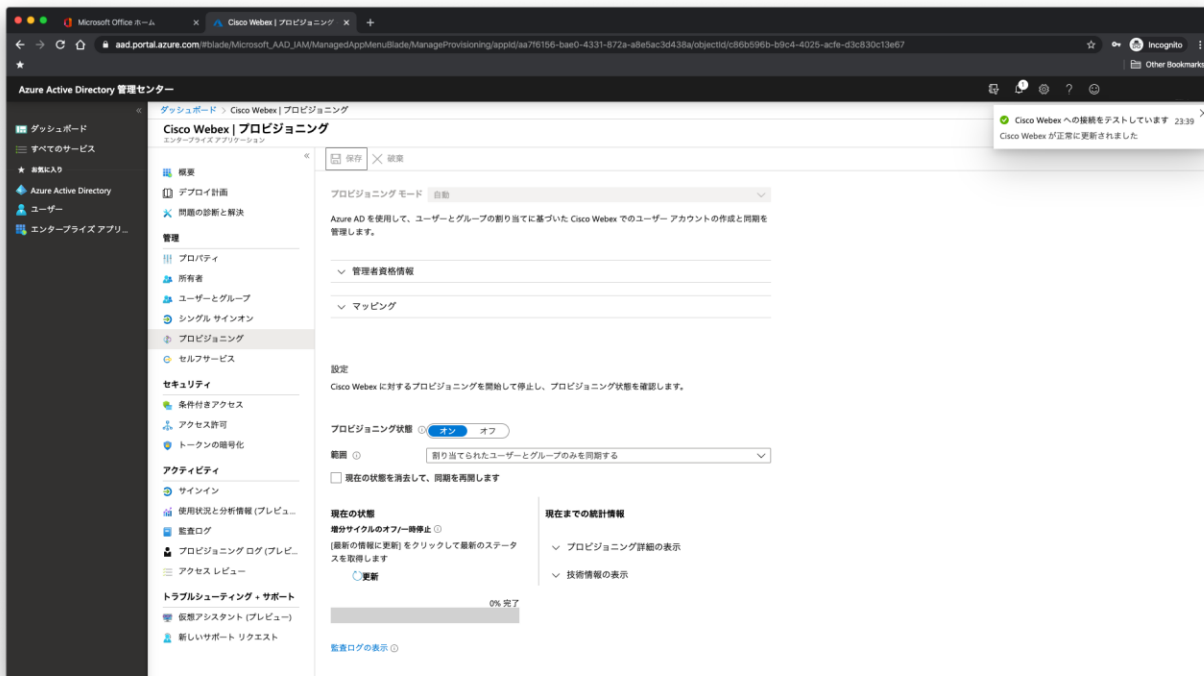 Microsoft Office ホーム
Cisco Webex | プロビジョニング
aad.portal.azure.com/#blade/Microsoft_AAD_IAM/ManagedAppMenuBlade/ManageProvisioning/appId/aa7f6156-bae0-4331-872a-a8e5ac3d438a/objectId/c86b596b-b9c4-4025-acfe-d3c830c13e67
Incognito
Other Bookmarks
Azure Active Directory 管理センター
ダッシュボード
すべてのサービス
お気に入り
Azure Active Directory
ユーザー
エンタープライズ アプリ...
ダッシュボード > Cisco Webex | プロビジョニング
Cisco Webex | プロビジョニング
エンタープライズ アプリケーション
Cisco Webex への接続をテストしています 23:39
Cisco Webex が正常に更新されました
概要
デプロイ計画
問題の診断と解決
管理
プロパティ
所有者
ユーザーとグループ
シングル サインオン
プロビジョニング
セルフサービス
セキュリティ
条件付きアクセス
アクセス許可
トークンの暗号化
アクティビティ
サインイン
使用状況と分析情報 (プレビュ...
監査ログ
プロビジョニング ログ (プレビ...
アクセス レビュー
トラブルシューティング + サポート
仮想アシスタント (プレビュー)
新しいサポート リクエスト
保存 破棄
プロビジョニング モード 自動
Azure AD を使用して、ユーザーとグループの割り当てに基づいた Cisco Webex でのユーザー アカウントの作成と同期を
管理します。
管理者資格情報
マッピング
設定
Cisco Webex に対するプロビジョニングを開始して停止し、プロビジョニング状態を確認します。
プロビジョニング状態 オン オフ
範囲 割り当てられたユーザーとグループのみを同期する
現在の状態を消去して、同期を再開します
現在の状態
増分サイクルのオフ/一時停止
[最新の情報に更新] をクリックして最新のステータ
スを取得します
更新
0% 完了
監査ログの表示
現在までの統計情報
プロビジョニング詳細の表示
技術情報の表示